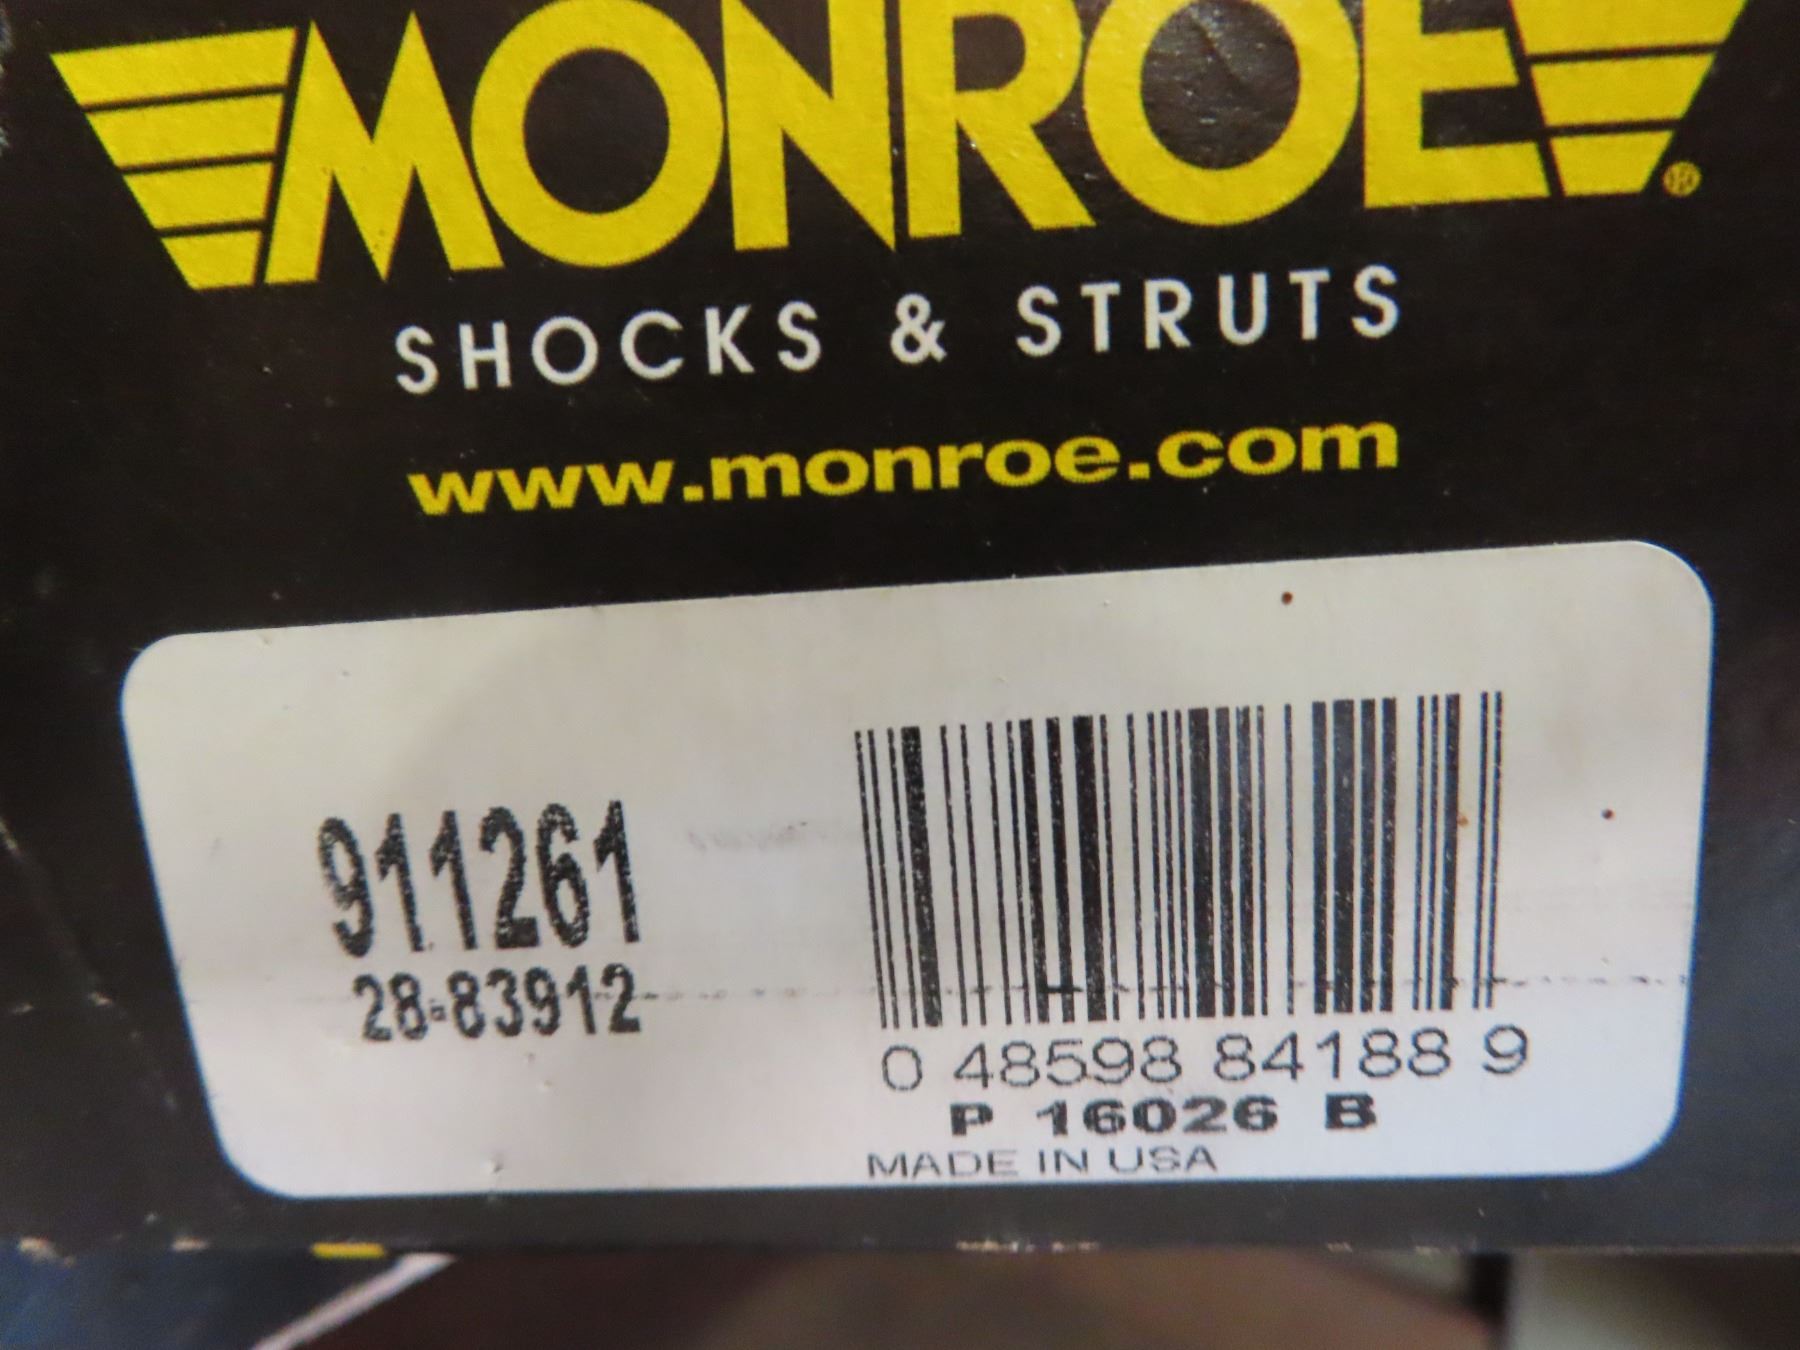 MONROE®
SHOCKS & STRUTS
www.monroe.com
911261
28-83912
0 48598 84188 9
P 16026 B
MADE IN USA